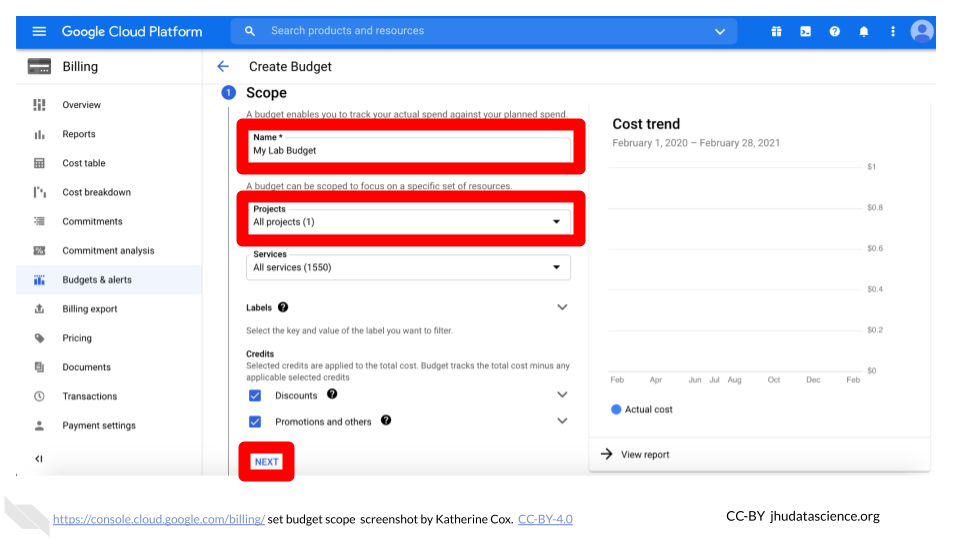 Google Cloud Platform
Search products and resources
Billing
Create Budget
Overview
Reports
Cost table
Cost breakdown
Commitments
Commitment analysis
Budgets & alerts
Billing export
Pricing
Documents
Transactions
Payment settings
1 Scope
A budget enables you to track your actual spend against your planned spend.
Name *
My Lab Budget
A budget can be scoped to focus on a specific set of resources.
Projects
All projects (1)
Services
All services (1550)
Labels ?
Select the key and value of the label you want to filter.
Credits
Selected credits are applied to the total cost. Budget tracks the total cost minus any
applicable selected credits
Discounts ?
Promotions and others ?
NEXT
Cost trend
February 1, 2020 – February 28, 2021
$1
$0.8
$0.6
$0.4
$0.2
$0
Feb Apr Jun Jul Aug Oct Dec Feb
Actual cost
View report
https://console.cloud.google.com/billing/ set budget scope screenshot by Katherine Cox. CC-BY-4.0
CC-BY jhudatascience.org